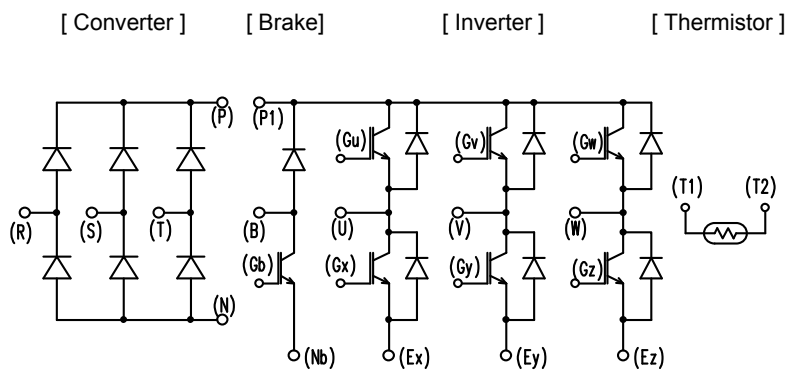 [ Converter ] [ Brake] [ Inverter ] [ Thermistor ]
(P) (P1)
(Gu) (Gv) (Gw)
(T1) (T2)
(R) (S) (T) (B) (U) (V) (W)
(Gb) (Gx) (Gy) (Gz)
(N)
(Nb) (Ex) (Ey) (Ez)